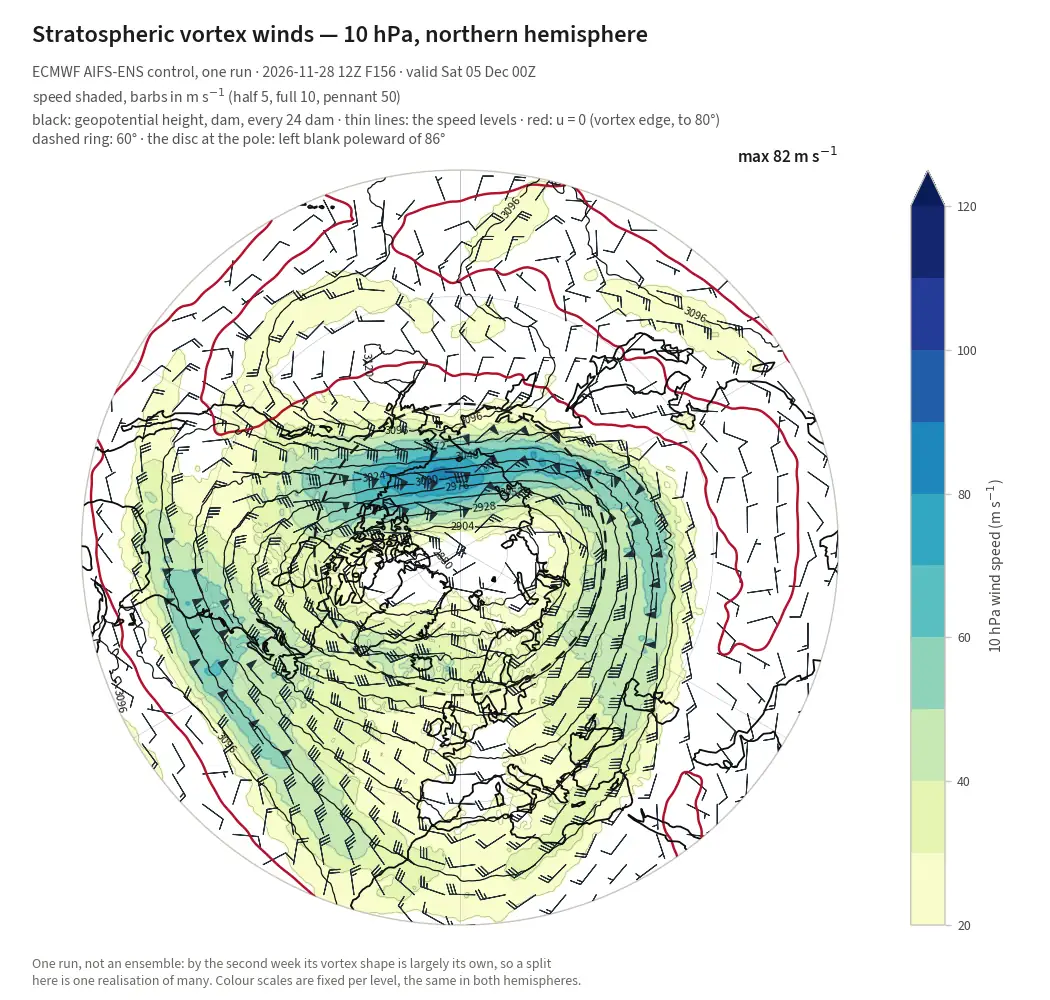 Stratospheric vortex winds — 10 hPa, northern hemisphere
ECMWF AIFS-ENS control, one run · 2026-11-28 12Z F156 · valid Sat 05 Dec 00Z
speed shaded, barbs in m s⁻¹ (half 5, full 10, pennant 50)
black: geopotential height, dam, every 24 dam · thin lines: the speed levels · red: u = 0 (vortex edge, to 80°)
dashed ring: 60° · the disc at the pole: left blank poleward of 86°
max 82 m s⁻¹
120
100
80
60
40
20
10 hPa wind speed (m s⁻¹)
3096
3096
3120
3096
3096
2976
2928
2904
3096
3096
One run, not an ensemble: by the second week its vortex shape is largely its own, so a split
here is one realisation of many. Colour scales are fixed per level, the same in both hemispheres.